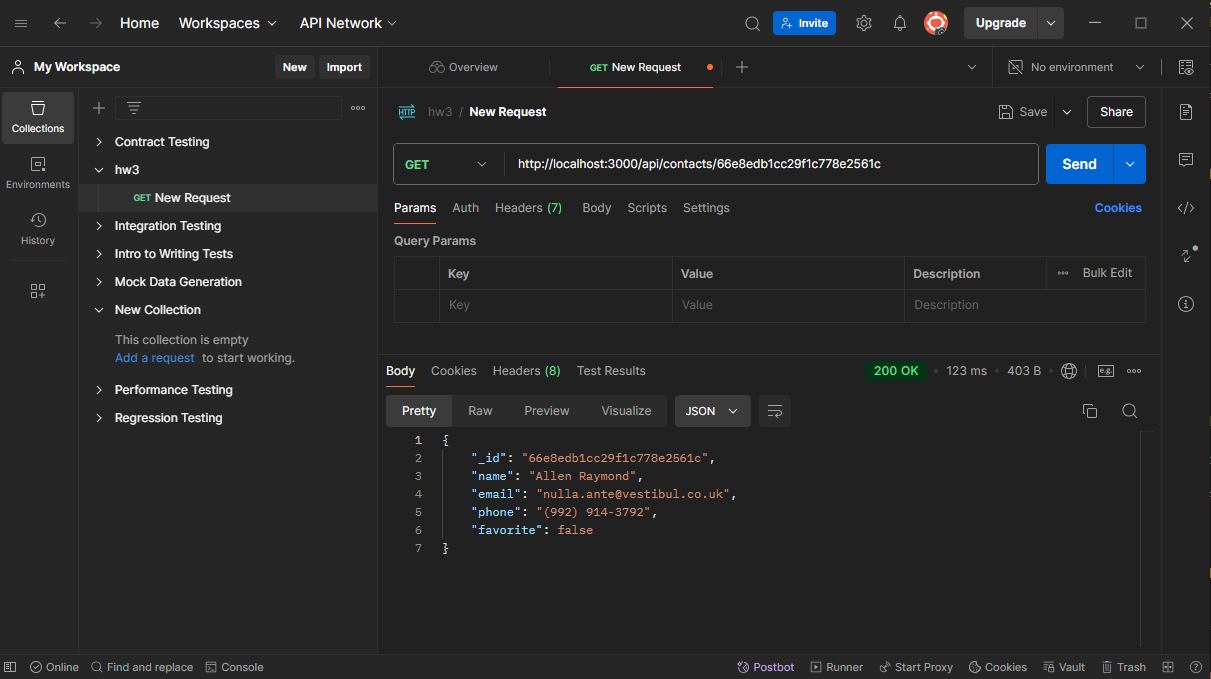 Home Workspaces API Network Invite Upgrade
My Workspace New Import Overview GET New Request No environment
Collections
Environments
History
Contract Testing
hw3
GET New Request
Integration Testing
Intro to Writing Tests
Mock Data Generation
New Collection
This collection is empty
Add a request to start working.
Performance Testing
Regression Testing
HTTP hw3 / New Request Save Share
GET http://localhost:3000/api/contacts/66e8edb1cc29f1c778e2561c Send
Params Auth Headers (7) Body Scripts Settings Cookies
Query Params
Key Value Description Bulk Edit
Key Value Description
Body Cookies Headers (8) Test Results 200 OK 123 ms 403 B e.g.
Pretty Raw Preview Visualize JSON
1 {
2 "_id": "66e8edb1cc29f1c778e2561c",
3 "name": "Allen Raymond",
4 "email": "nulla.ante@vestibul.co.uk",
5 "phone": "(992) 914-3792",
6 "favorite": false
7 }
Online Find and replace Console Postbot Runner Start Proxy Cookies Vault Trash